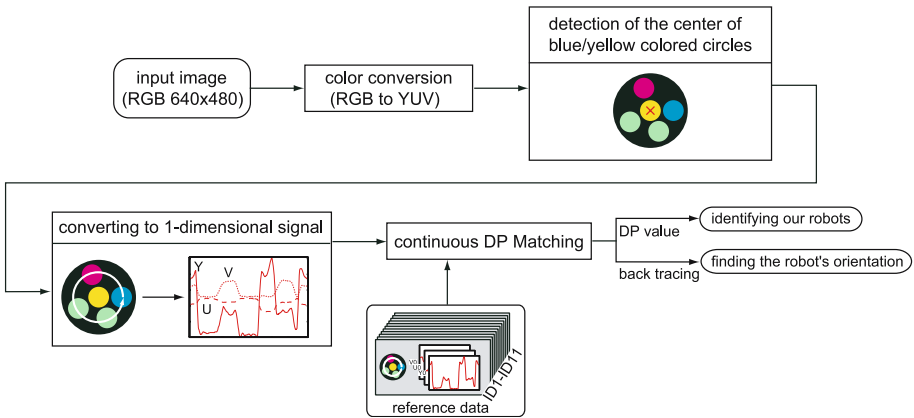 input image
(RGB 640x480)
color conversion
(RGB to YUV)
detection of the center of
blue/yellow colored circles
converting to 1-dimensional signal
Y
V
U
continuous DP Matching
DP value
identifying our robots
back tracing
finding the robot's orientation
ID1-ID11
reference data